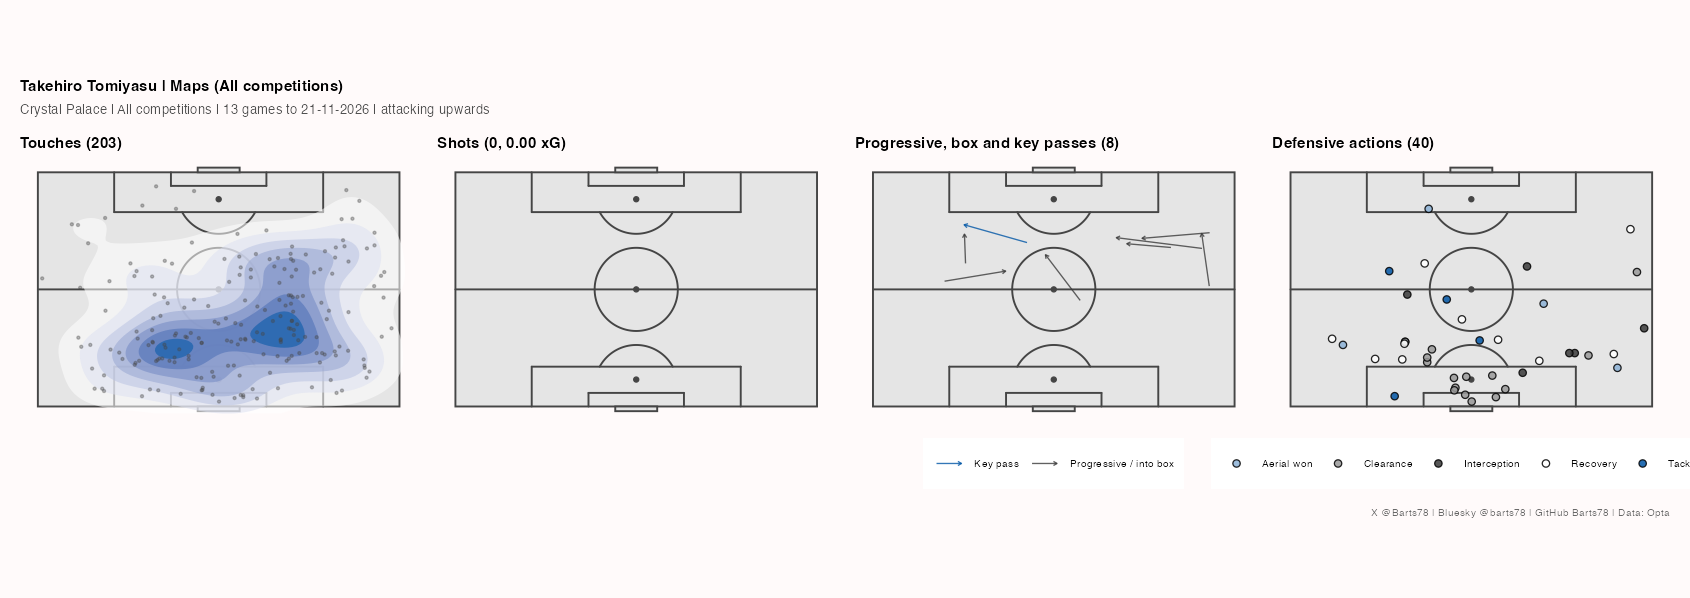 Takehiro Tomiyasu | Maps (All competitions)
Crystal Palace | All competitions | 13 games to 21-11-2026 | attacking upwards
Touches (203)
Shots (0, 0.00 xG)
Progressive, box and key passes (8)
Defensive actions (40)
Key pass
Progressive / into box
Aerial won
Clearance
Interception
Recovery
Tack
X @Barts78 | Bluesky @barts78 | GitHub Barts78 | Data: Opta